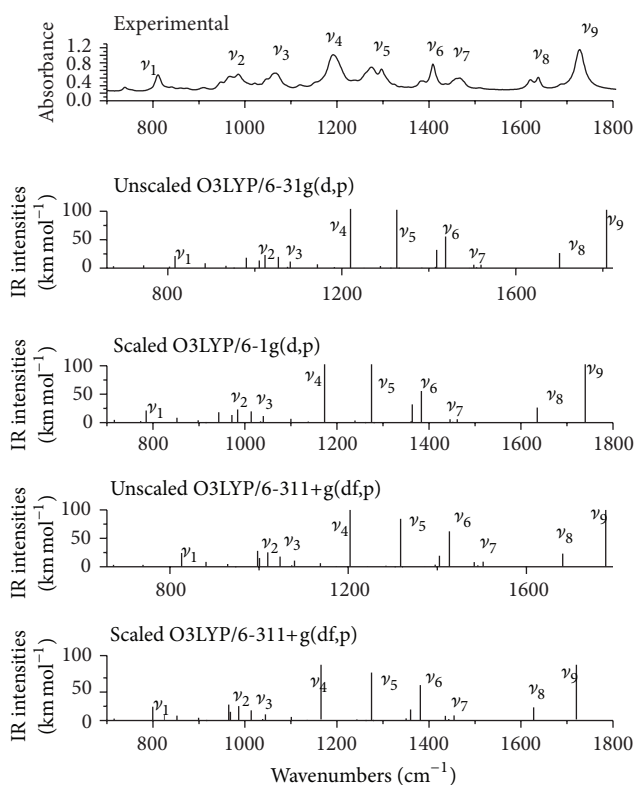 Experimental
Absorbance
1.2
0.8
0.4
0.0
ν1 ν2 ν3 ν4 ν5 ν6 ν7 ν8 ν9
800 1000 1200 1400 1600 1800
Unscaled O3LYP/6-31g(d,p)
IR intensities
(km mol−1)
100
50
0
ν1 ν2 ν3 ν4 ν5 ν6 ν7 ν8 ν9
800 1200 1600
Scaled O3LYP/6-1g(d,p)
IR intensities
(km mol−1)
100
50
0
ν1 ν2 ν3 ν4 ν5 ν6 ν7 ν8 ν9
800 1000 1200 1400 1600 1800
Unscaled O3LYP/6-311+g(df,p)
IR intensities
(km mol−1)
100
50
0
ν1 ν2 ν3 ν4 ν5 ν6 ν7 ν8 ν9
800 1200 1600
Scaled O3LYP/6-311+g(df,p)
IR intensities
(km mol−1)
100
50
0
ν1 ν2 ν3 ν4 ν5 ν6 ν7 ν8 ν9
800 1000 1200 1400 1600 1800
Wavenumbers (cm−1)